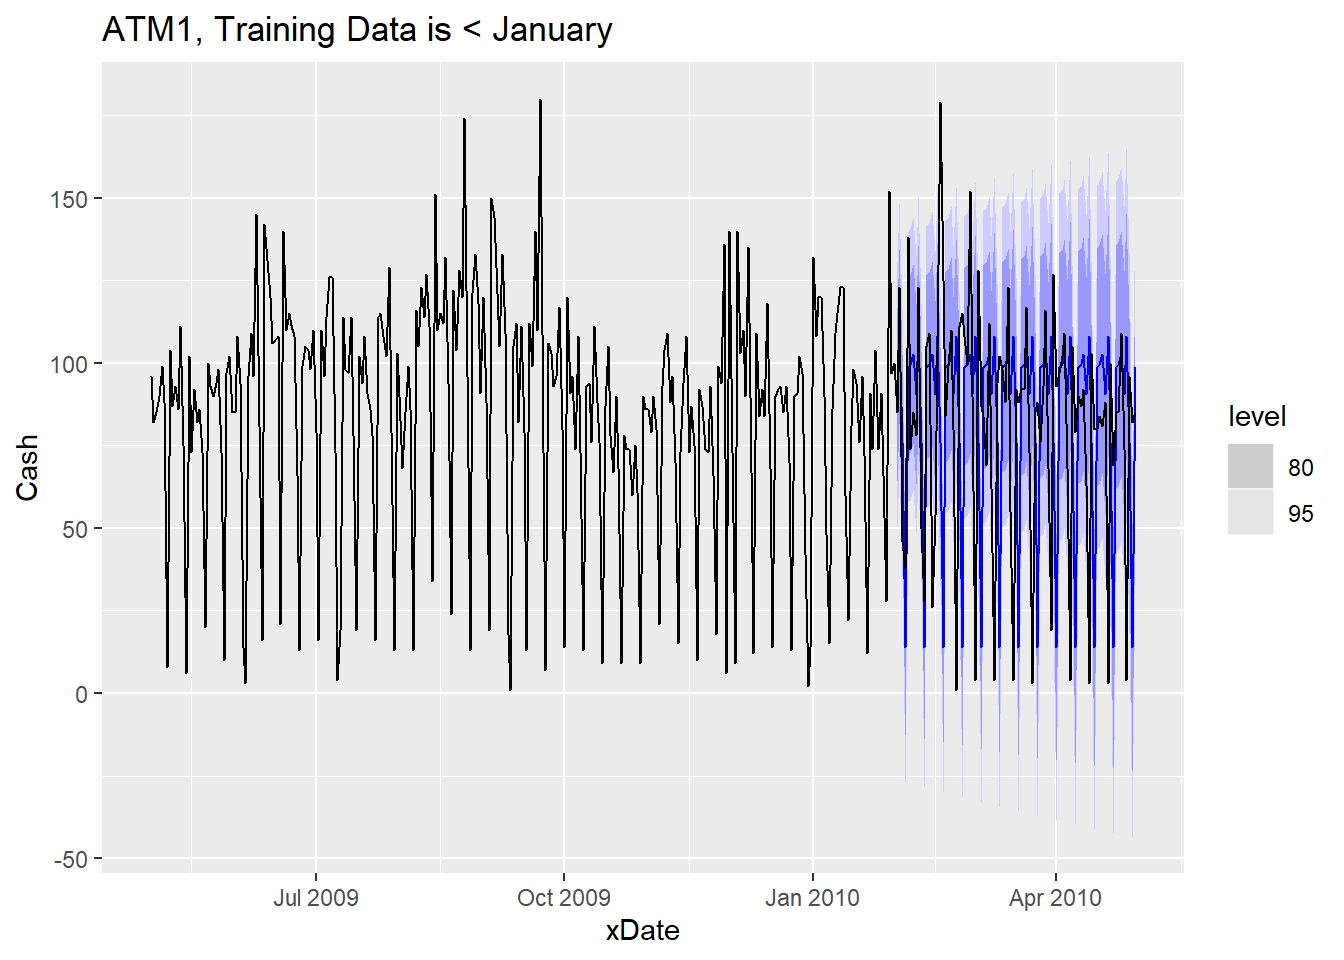 ATM1, Training Data is < January
Cash
150
100
50
0
-50
Jul 2009
Oct 2009
Jan 2010
Apr 2010
xDate
level
80
95